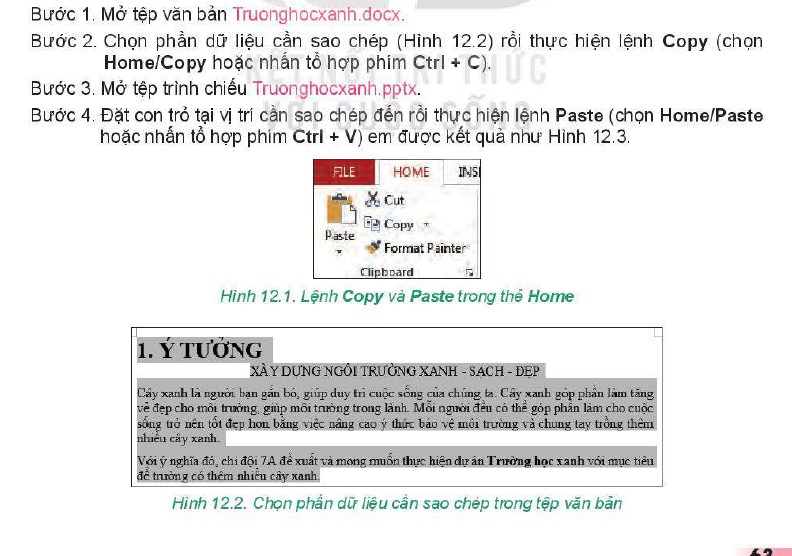 Bước 1. Mở tệp văn bản Truonghocxanh.docx.
Bước 2. Chọn phần dữ liệu cần sao chép (Hình 12.2) rồi thực hiện lệnh Copy (chọn
Home/Copy hoặc nhấn tổ hợp phím Ctrl + C).
KẾT NỐI TRI THỨC
Bước 3. Mở tệp trình chiếu Truonghocxanh.pptx.
VỚI CUỘC SỐNG
Bước 4. Đặt con trỏ tại vị trí cần sao chép đến rồi thực hiện lệnh Paste (chọn Home/Paste
hoặc nhấn tổ hợp phím Ctrl + V) em được kết quả như Hình 12.3.
FILE HOME INSI
Cut
Copy
Paste
Format Painter
Clipboard
Hình 12.1. Lệnh Copy và Paste trong thẻ Home
1. Ý TƯỞNG
XÂY DỰNG NGÔI TRƯỜNG XANH - SẠCH - ĐẸP
Cây xanh là người bạn gắn bó, giúp duy trì cuộc sống của chúng ta. Cây xanh góp phần làm tăng
vẻ đẹp cho môi trường, giúp môi trường trong lành. Mỗi người đều có thể góp phần làm cho cuộc
sống trở nên tốt đẹp hơn bằng việc nâng cao ý thức bảo vệ môi trường và chung tay trồng thêm
nhiều cây xanh.
Với ý nghĩa đó, chi đội 7A đề xuất và mong muốn thực hiện dự án Trường học xanh với mục tiêu
để trường có thêm nhiều cây xanh.
Hình 12.2. Chọn phần dữ liệu cần sao chép trong tệp văn bản
63